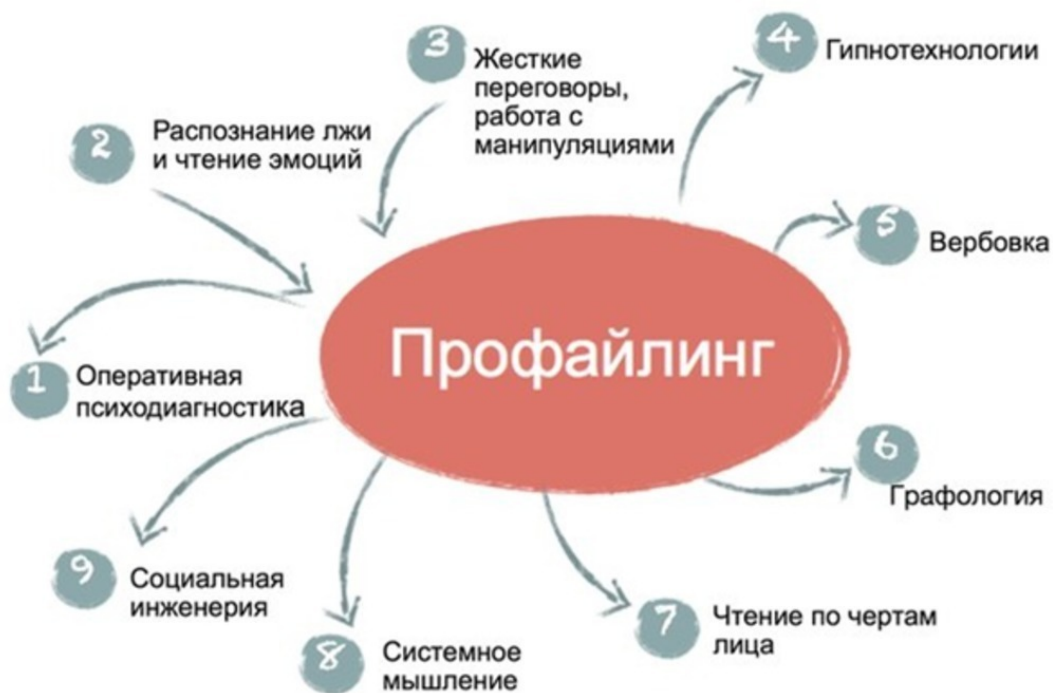 3
Жесткие
переговоры,
работа с
манипуляциями
4
Гипнотехнологии
2
Распознание лжи
и чтение эмоций
5
Вербовка
Профайлинг
1
Оперативная
психодиагностика
6
Графология
9
Социальная
инженерия
7
Чтение по чертам
лица
8
Системное
мышление